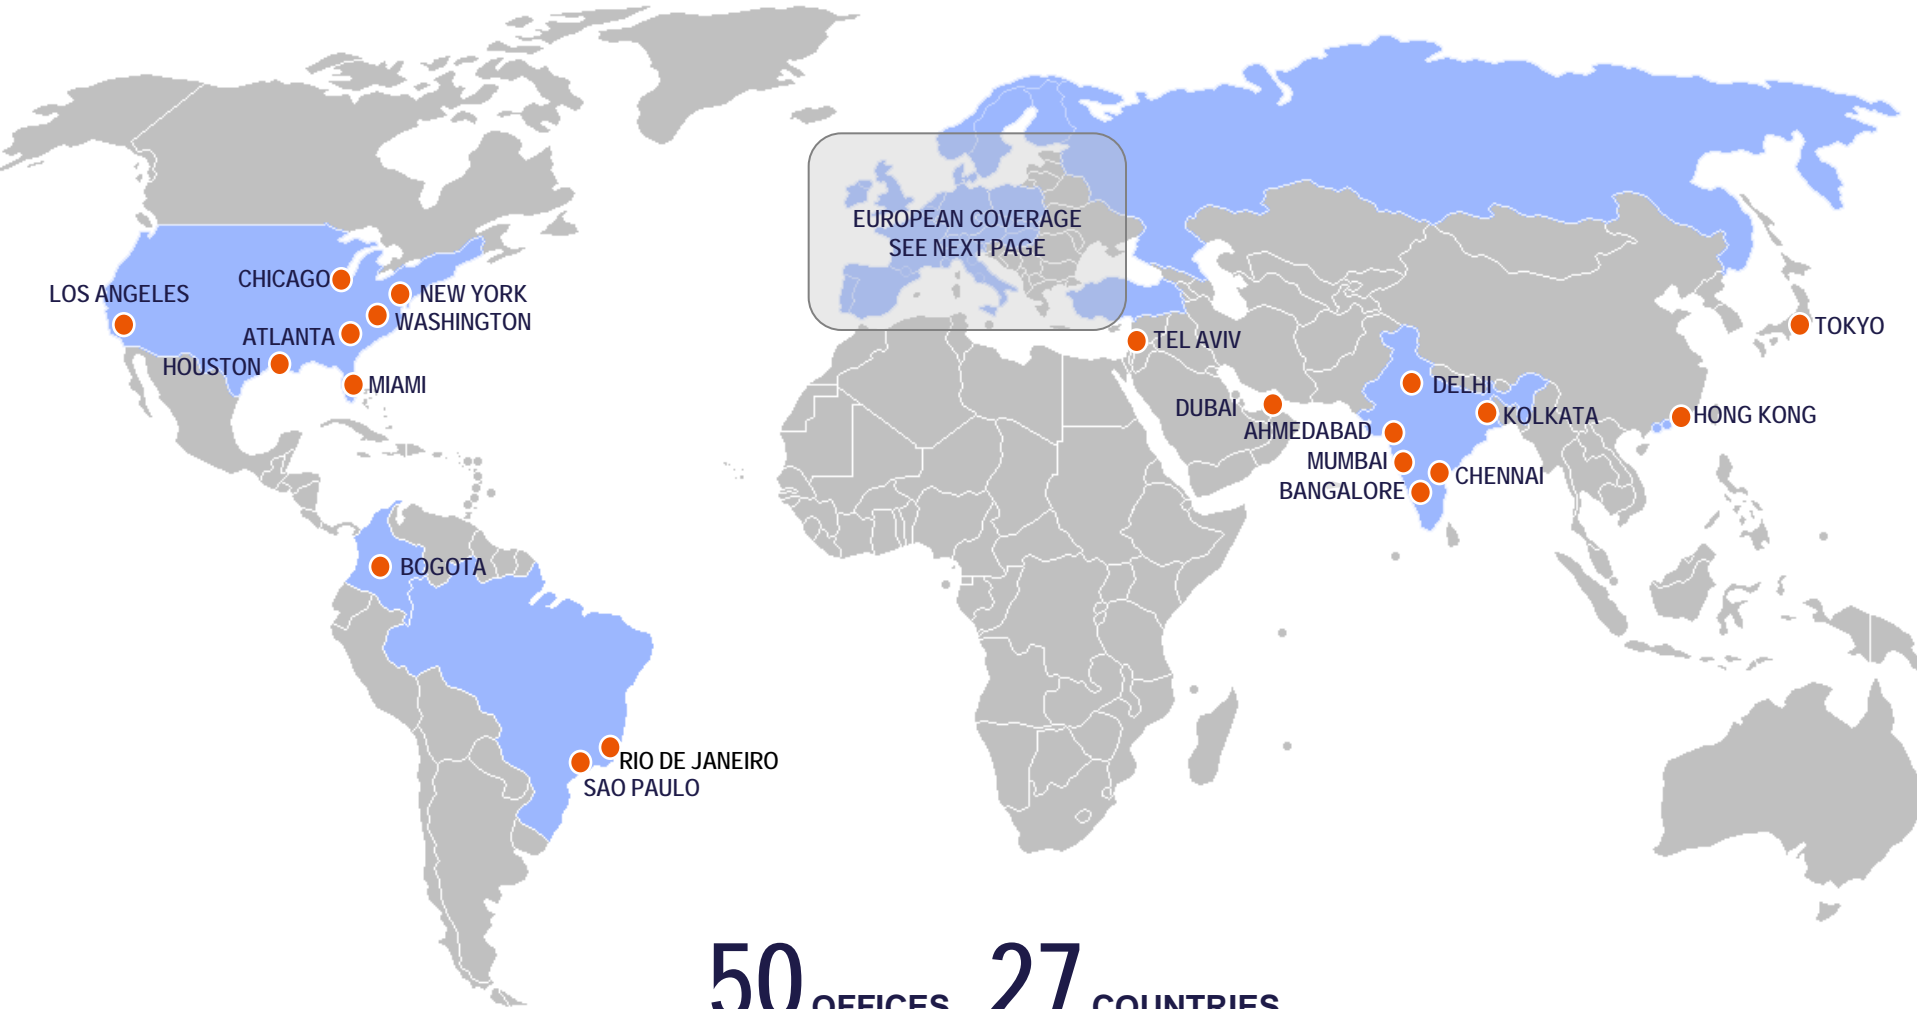 EUROPEAN COVERAGE
SEE NEXT PAGE
CHICAGO
LOS ANGELES
NEW YORK
WASHINGTON
ATLANTA
HOUSTON
MIAMI
TEL AVIV
TOKYO
DELHI
DUBAI
KOLKATA
HONG KONG
AHMEDABAD
MUMBAI
CHENNAI
BANGALORE
BOGOTA
RIO DE JANEIRO
SAO PAULO
50 OFFICES 27 COUNTRIES